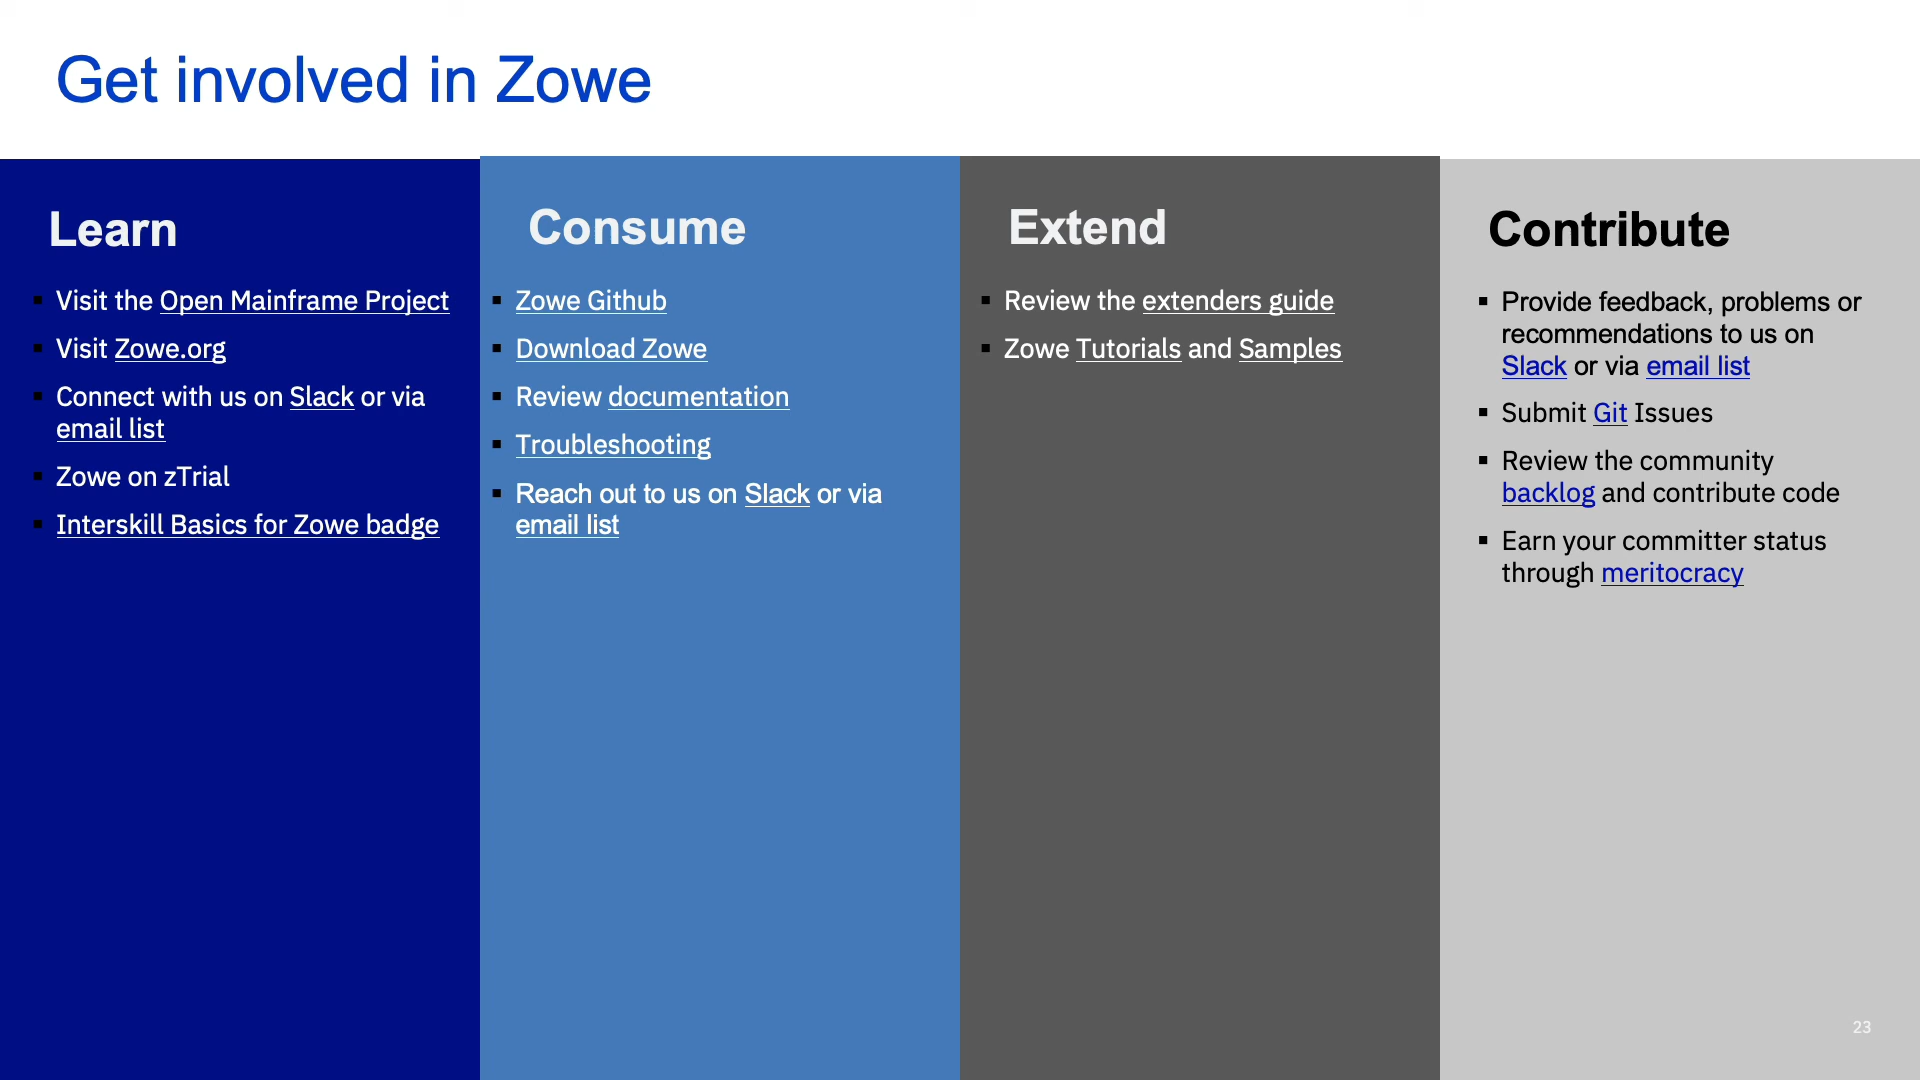 Get involved in Zowe
Learn
▪ Visit the Open Mainframe Project
▪ Visit Zowe.org
▪ Connect with us on Slack or via
email list
▪ Zowe on zTrial
▪ Interskill Basics for Zowe badge
Consume
▪ Zowe Github
▪ Download Zowe
▪ Review documentation
▪ Troubleshooting
▪ Reach out to us on Slack or via
email list
Extend
▪ Review the extenders guide
▪ Zowe Tutorials and Samples
Contribute
▪ Provide feedback, problems or
recommendations to us on
Slack or via email list
▪ Submit Git Issues
▪ Review the community
backlog and contribute code
▪ Earn your committer status
through meritocracy
23